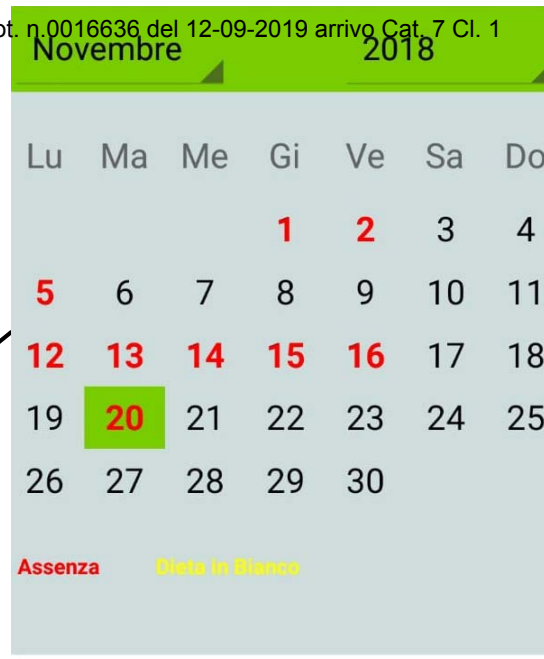 ot. n.0016636 del 12-09-2019 arrivo Cat. 7 Cl. 1
Novembre 2018
Lu Ma Me Gi Ve Sa Do
1 2 3 4
5 6 7 8 9 10 11
12 13 14 15 16 17 18
19 20 21 22 23 24 25
26 27 28 29 30
Assenza Dieta in Bianco